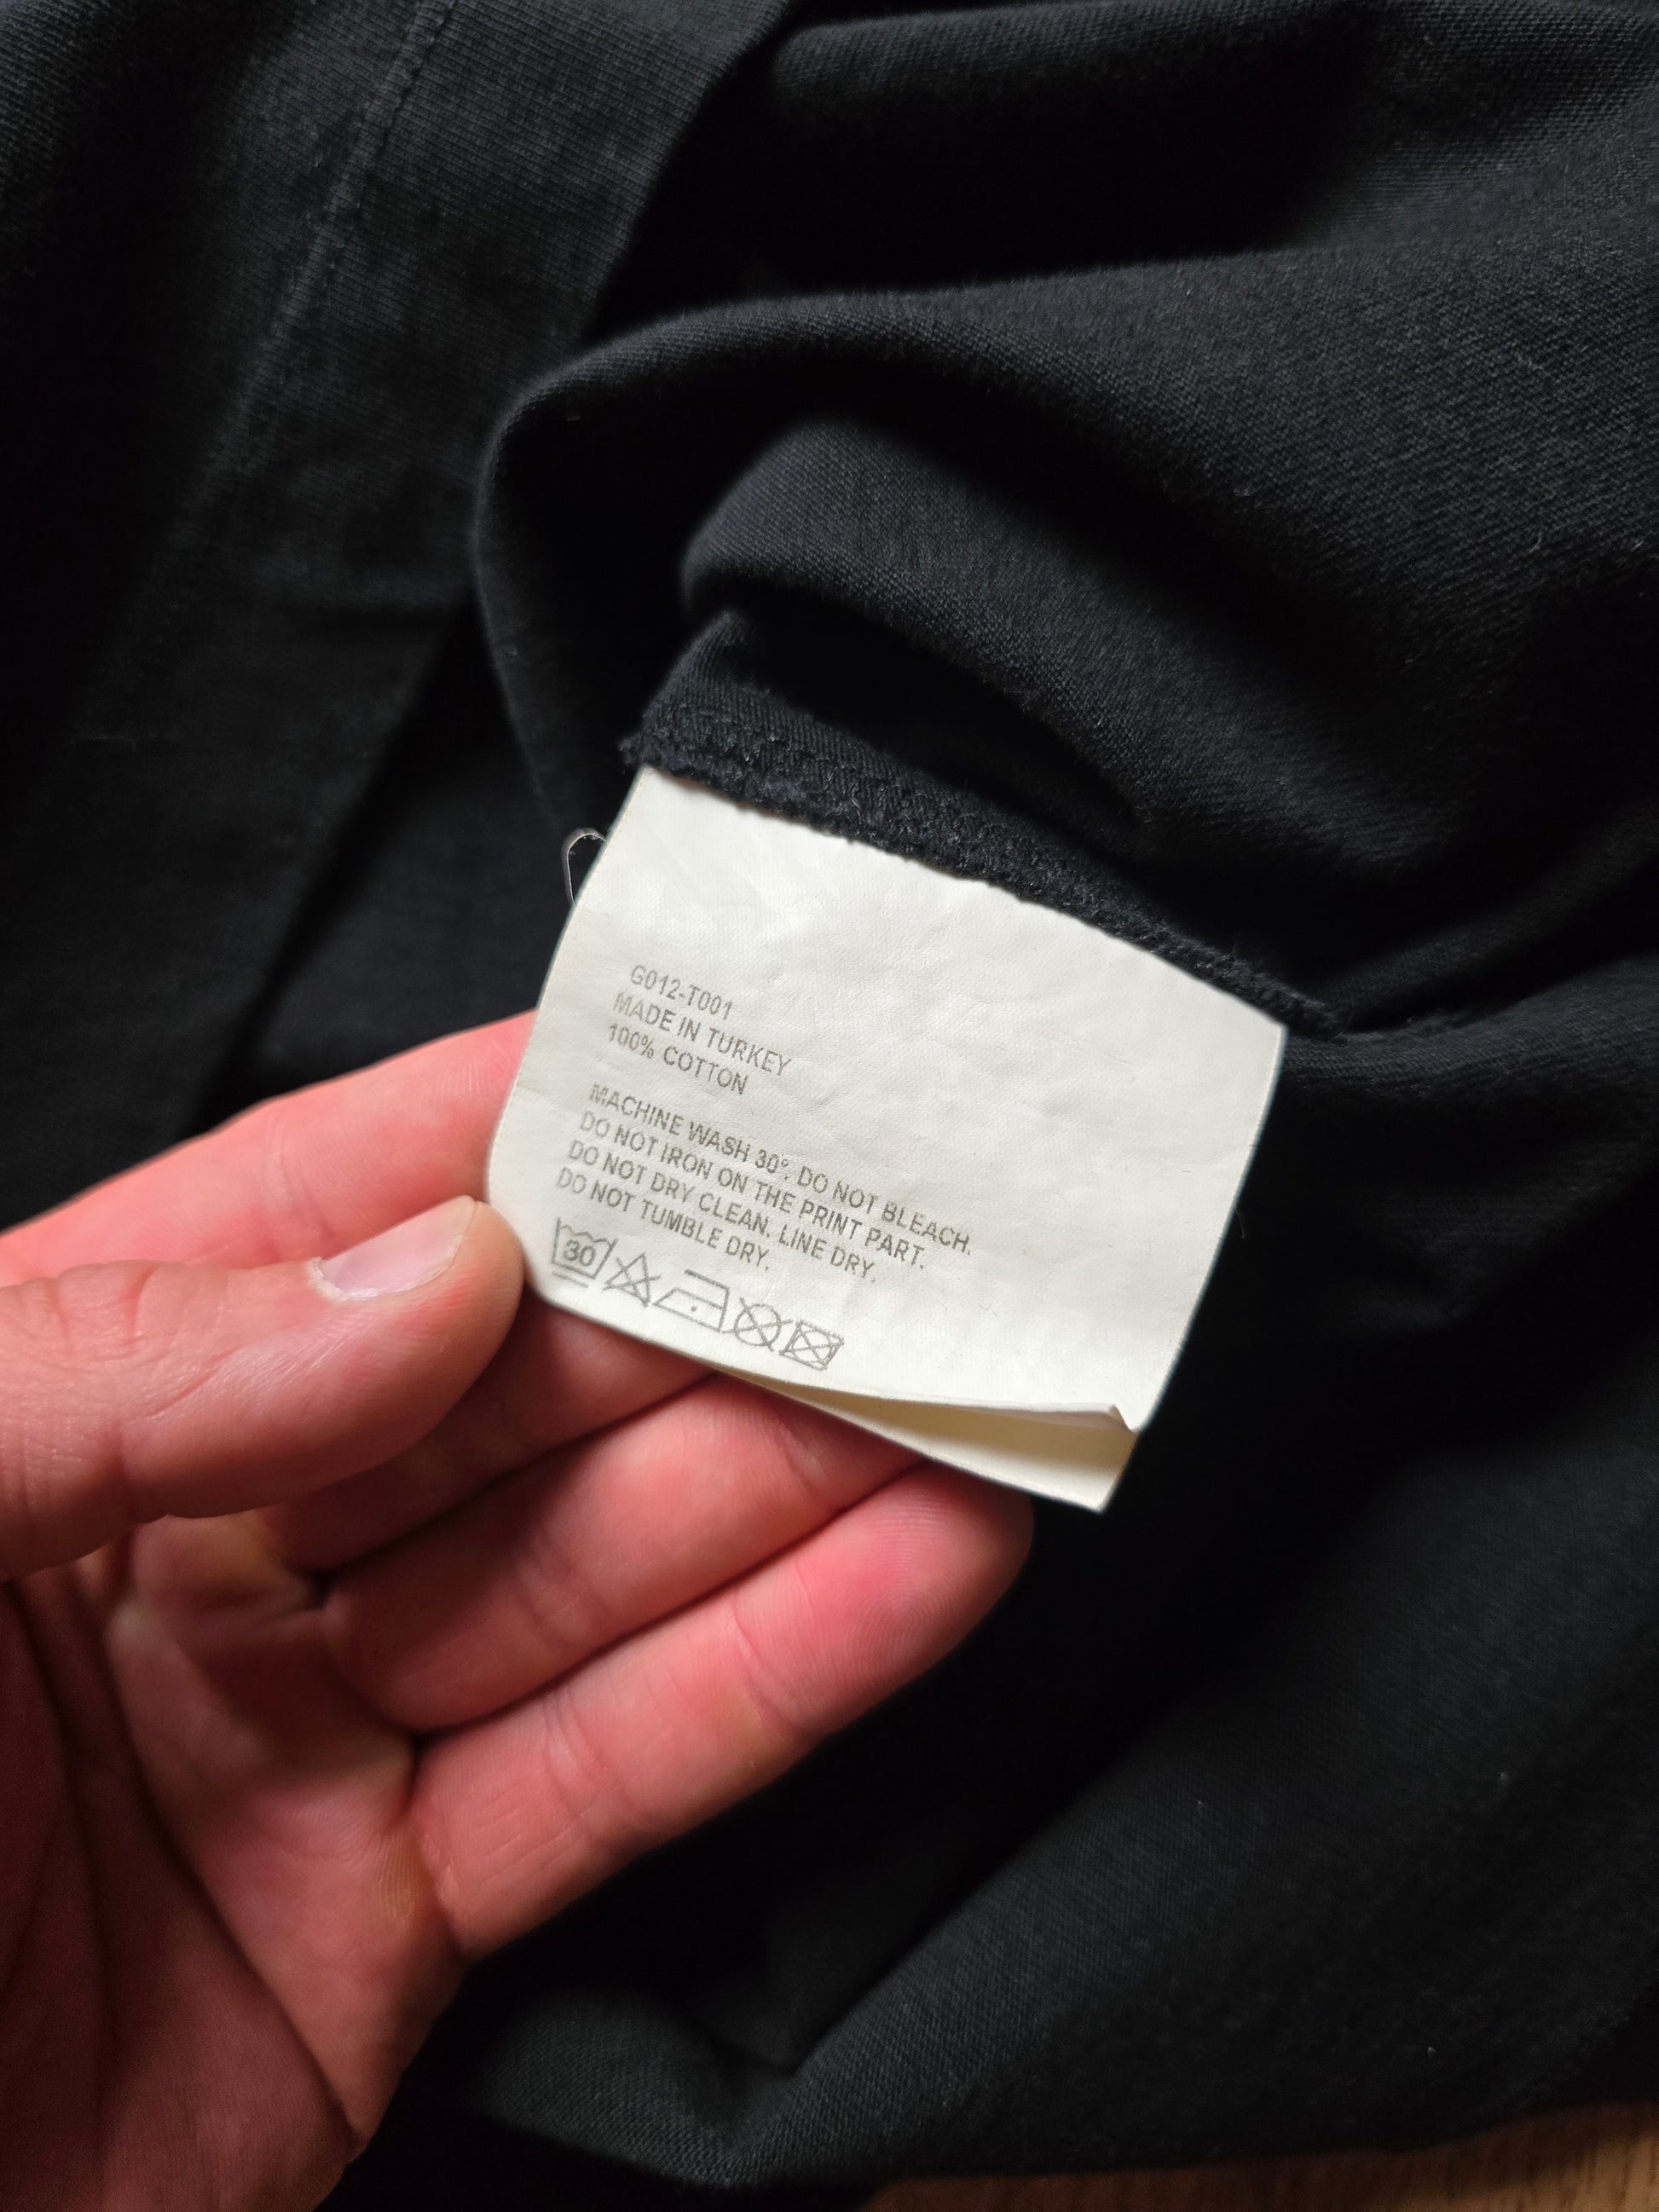 G012-T001
MADE IN TURKEY
100% COTTON
MACHINE WASH 30°. DO NOT BLEACH.
DO NOT IRON ON THE PRINT PART.
DO NOT DRY CLEAN. LINE DRY.
DO NOT TUMBLE DRY.
30